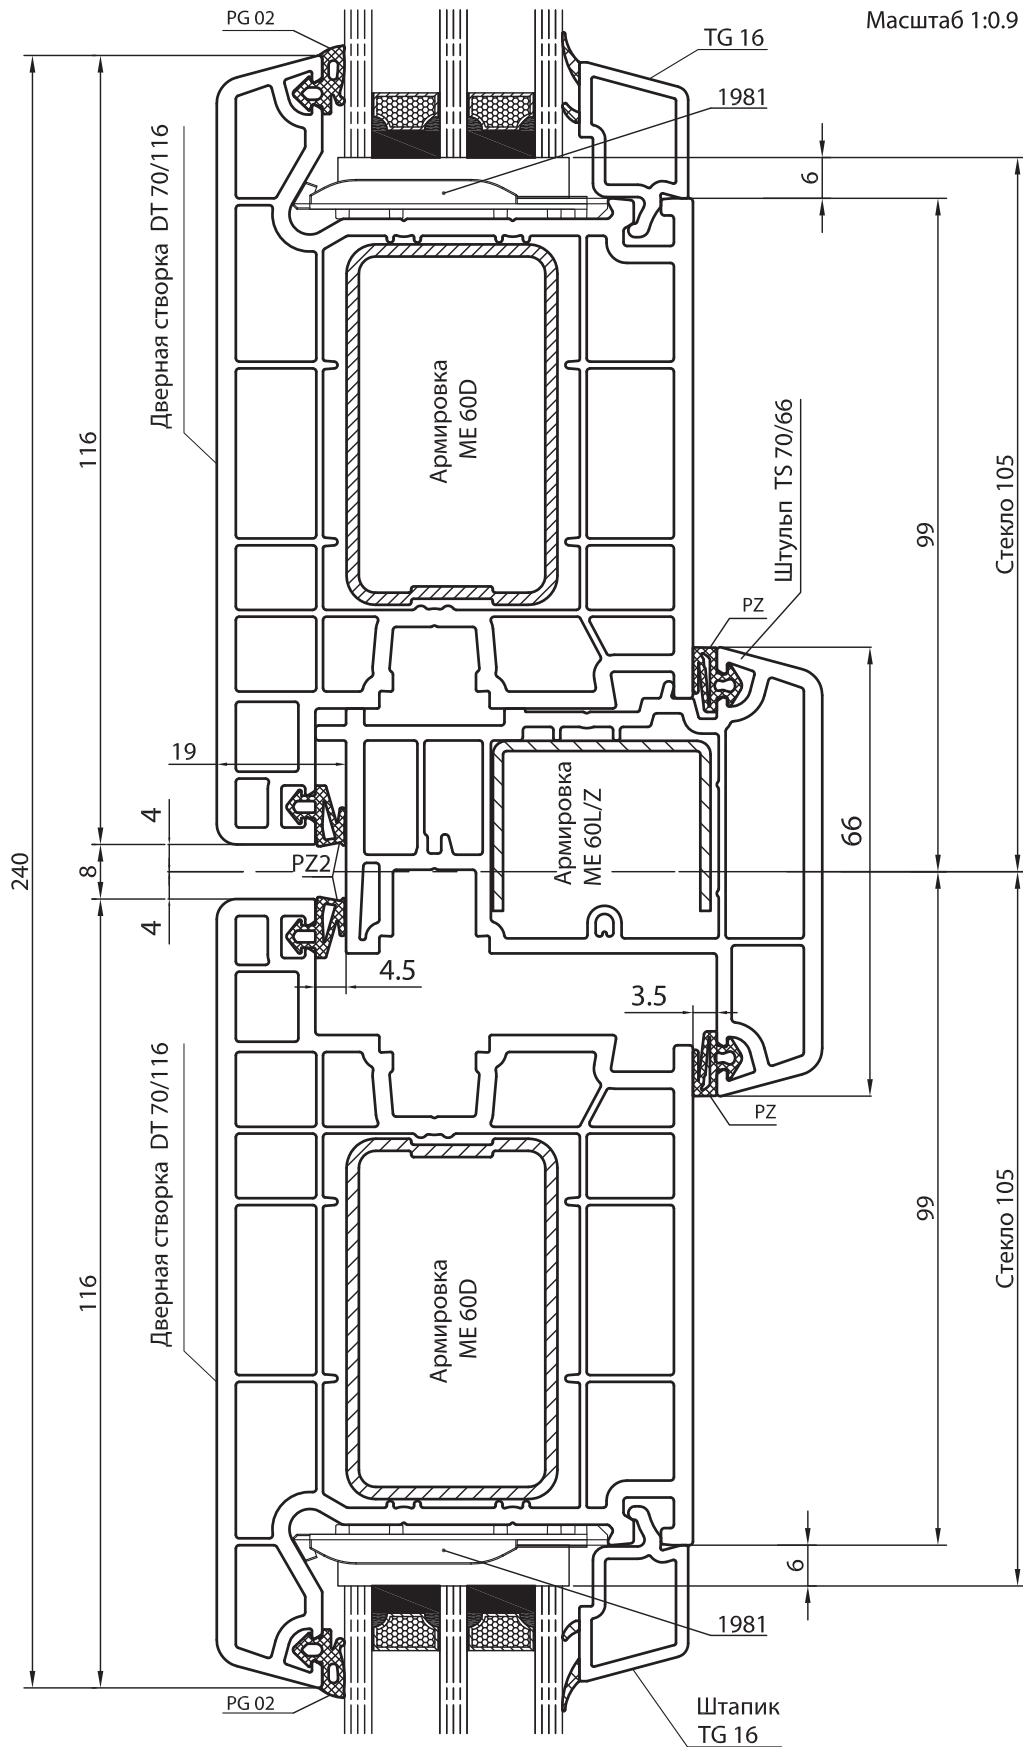 PG 02
Масштаб 1:0.9
TG 16
1981
6
Дверная створка DT 70/116
116
Армировка
ME 60D
Штульп TS 70/66
99
Стекло 105
PZ
19
4
Армировка
ME 60L/Z
66
240
8
PZ2
4
4.5
3.5
PZ
Дверная створка DT 70/116
116
Армировка
ME 60D
99
Стекло 105
6
1981
PG 02
Штапик
TG 16